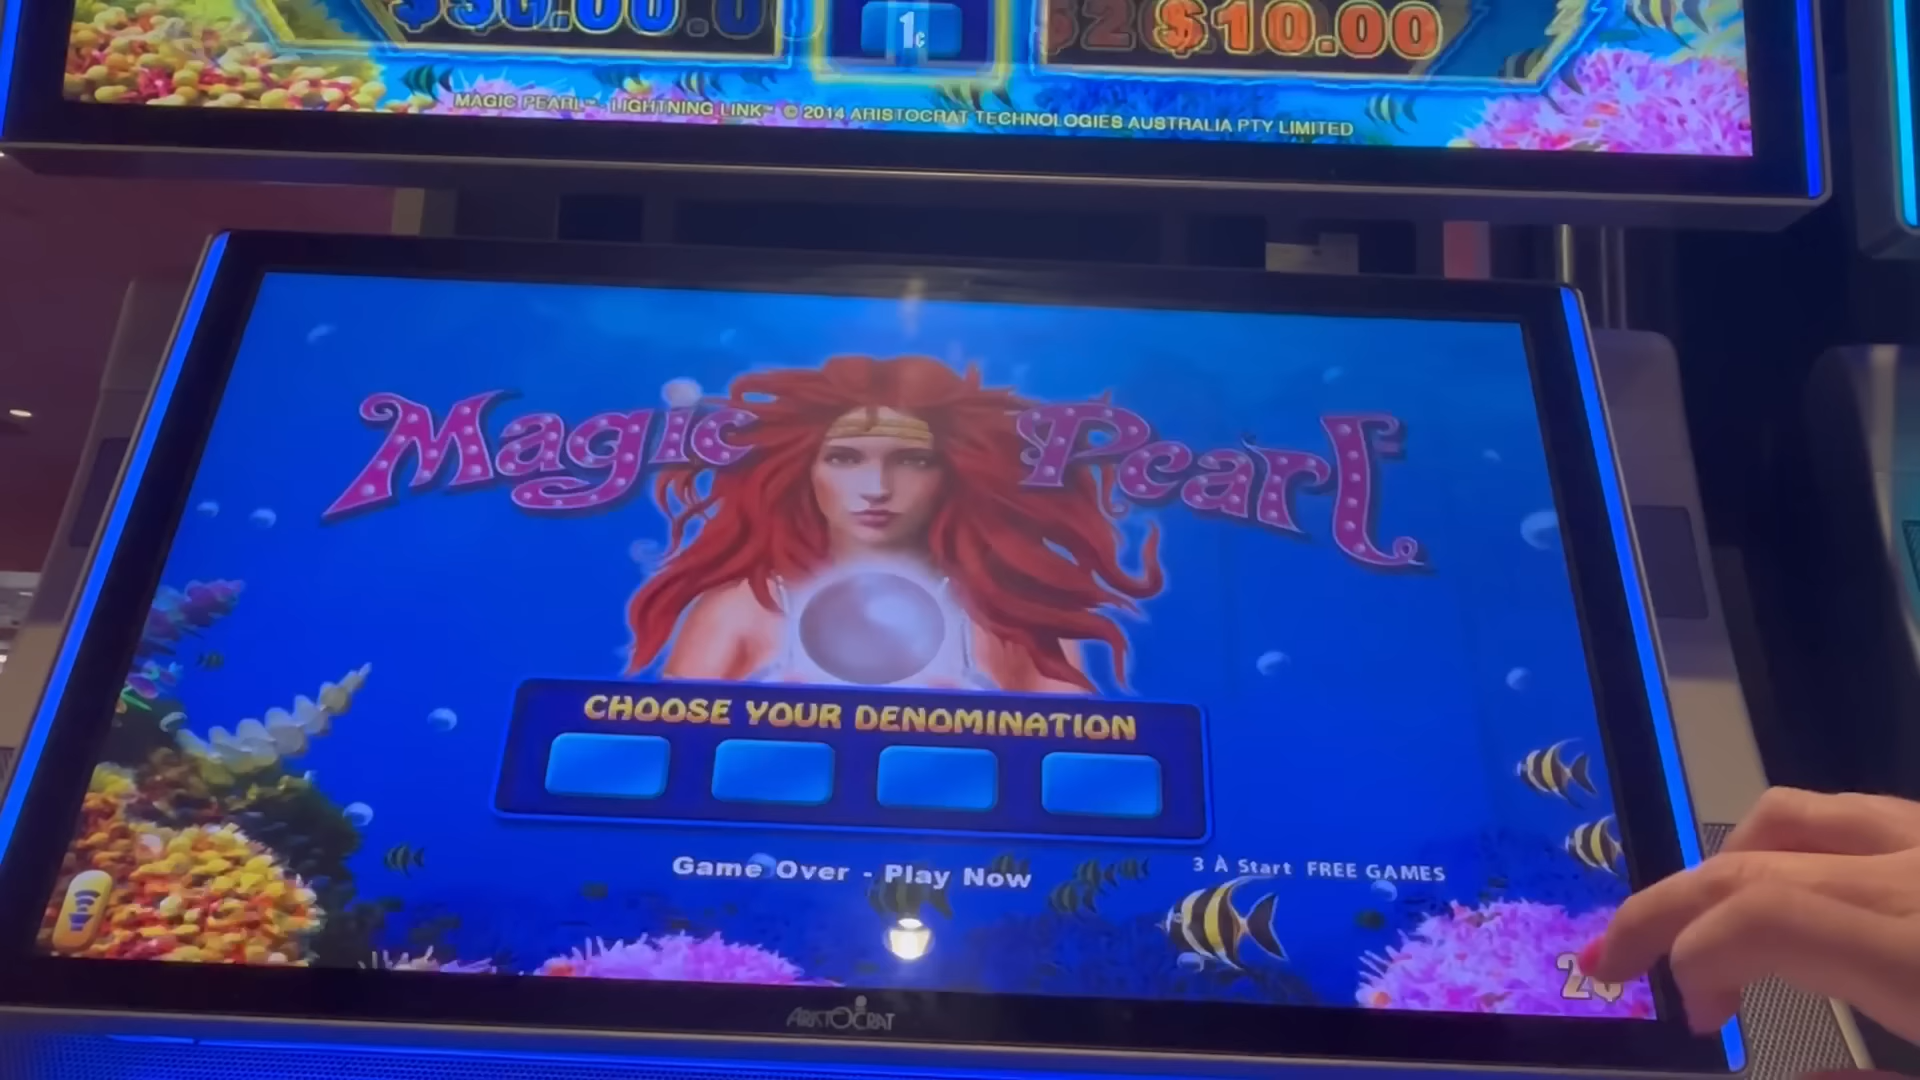 $10.00
1¢
MAGIC PEARL™ - LIGHTNING LINK™ © 2014 ARISTOCRAT TECHNOLOGIES AUSTRALIA PTY LIMITED
Magic Pearl
CHOOSE YOUR DENOMINATION
Game Over - Play Now
3 A Start FREE GAMES
2¢
ARISTOCRAT